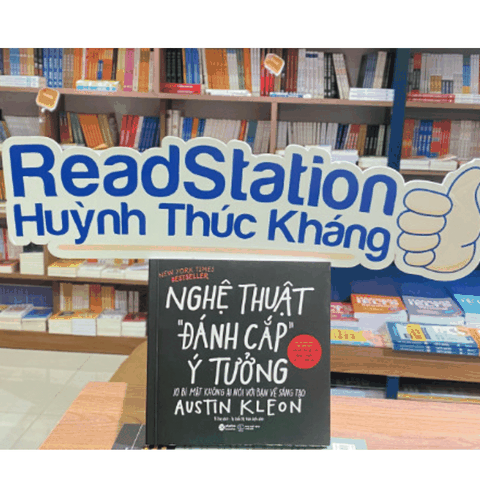 ReadStation
Huỳnh Thúc Kháng
NEW YORK TIMES
BESTSELLER
NGHỆ THUẬT
"ĐÁNH CẮP"
Ý TƯỞNG
10 BÍ MẬT KHÔNG AI NÓI VỚI BẠN VỀ SÁNG TẠO
AUSTIN KLEON